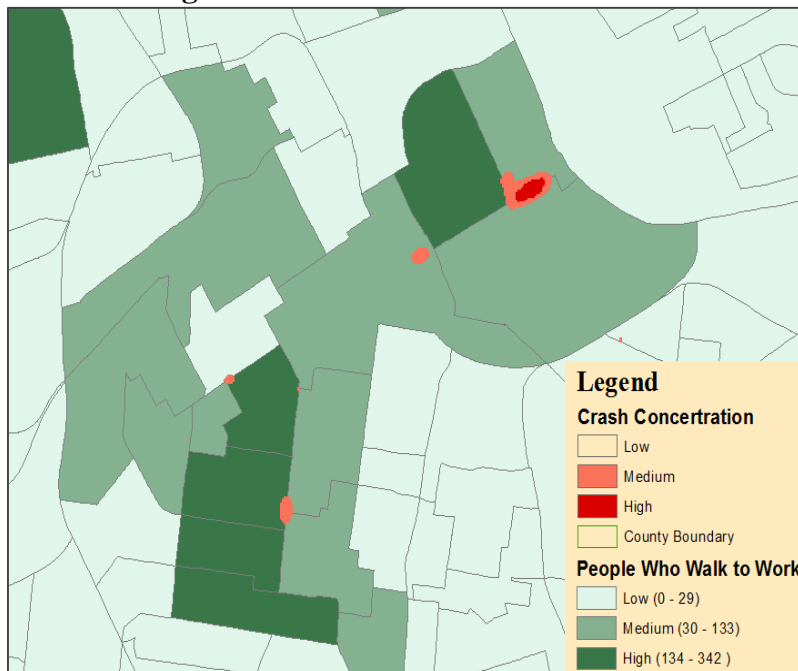 Legend
Crash Concertration
Low
Medium
High
County Boundary
People Who Walk to Work
Low (0 - 29)
Medium (30 - 133)
High (134 - 342 )